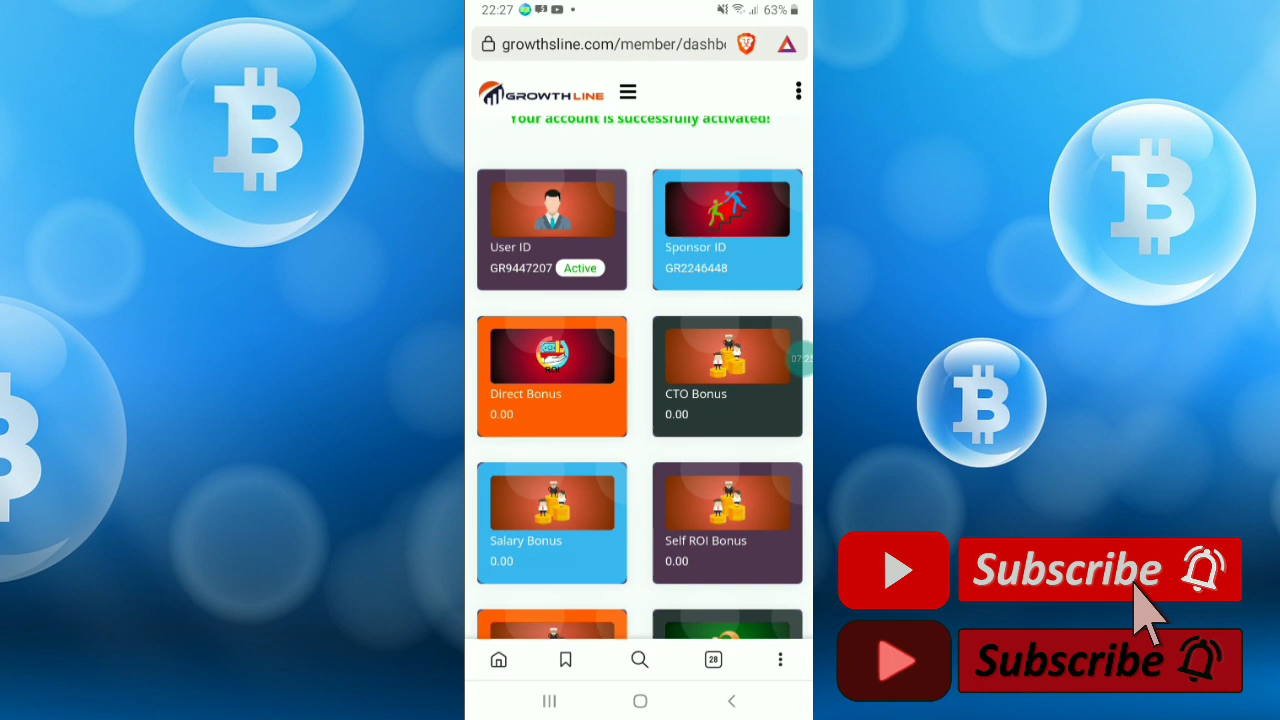 22:27
63%
growthsline.com/member/dashb
GROWTHLINE
Your account is successfully activated!
User ID
GR9447207 Active
Sponsor ID
GR2246448
Direct Bonus
0.00
CTO Bonus
0.00
07:25
Salary Bonus
0.00
Self ROI Bonus
0.00
28
Subscribe
Subscribe